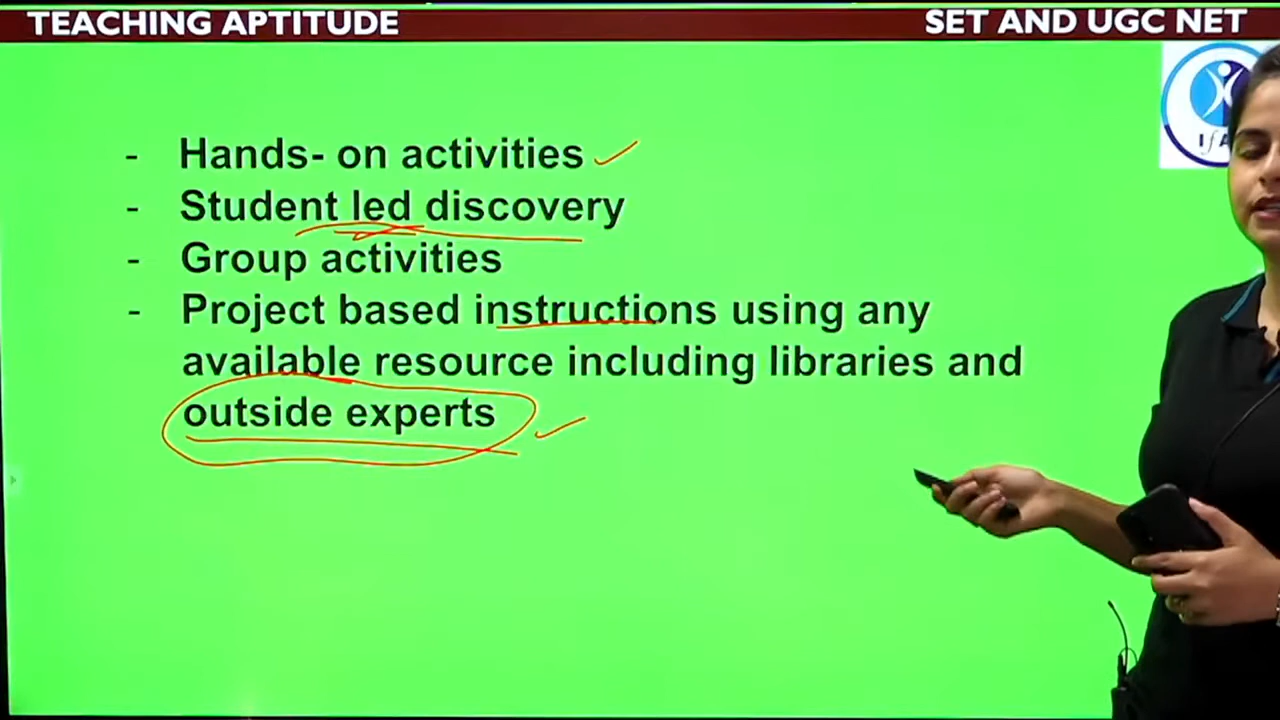 TEACHING APTITUDE
SET AND UGC NET
- Hands- on activities
- Student led discovery
- Group activities
- Project based instructions using any
available resource including libraries and
outside experts